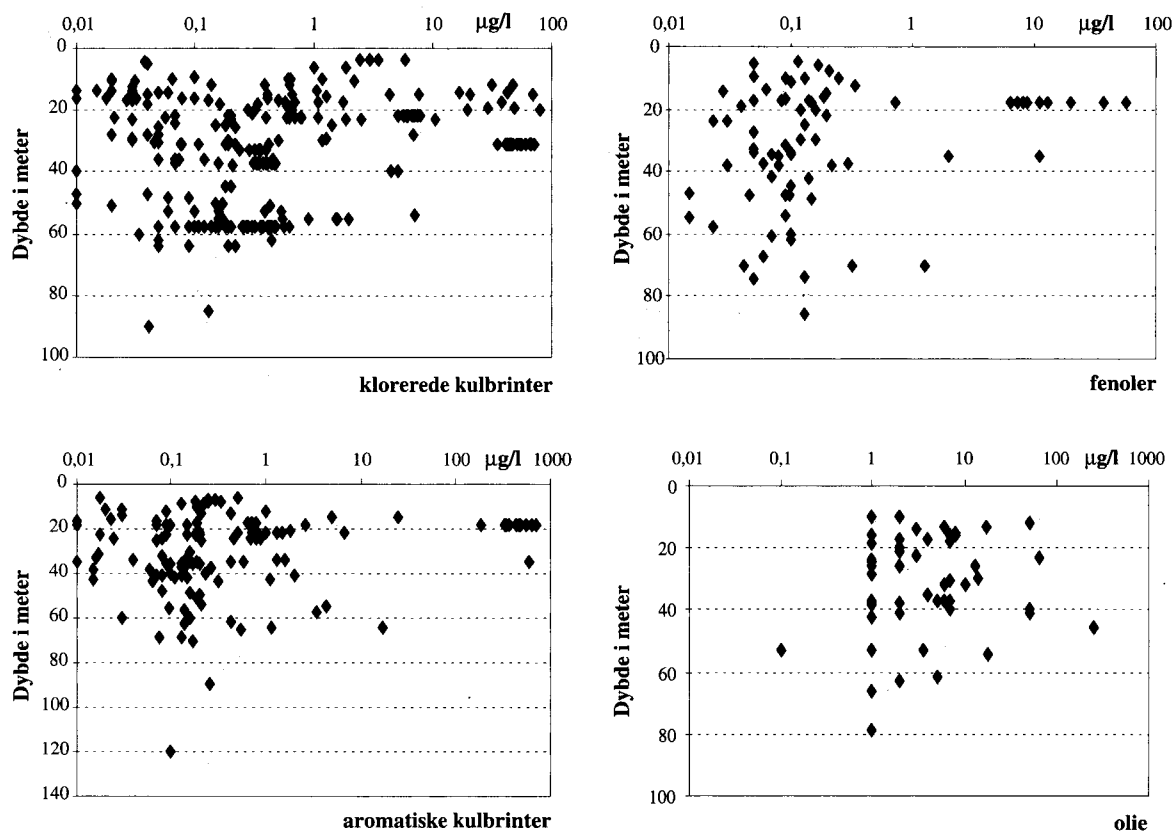 0,01 0,1 1 10 µg/l 100
0
20
40
60
80
100
Dybde i meter
klorerede kulbrinter
0,01 0,1 1 10 µg/l 100
0
20
40
60
80
100
Dybde i meter
fenoler
0,01 0,1 1 10 100 µg/l 1000
0
20
40
60
80
100
120
140
Dybde i meter
aromatiske kulbrinter
0,01 0,1 1 10 100 µg/l 1000
0
20
40
60
80
100
Dybde i meter
olie